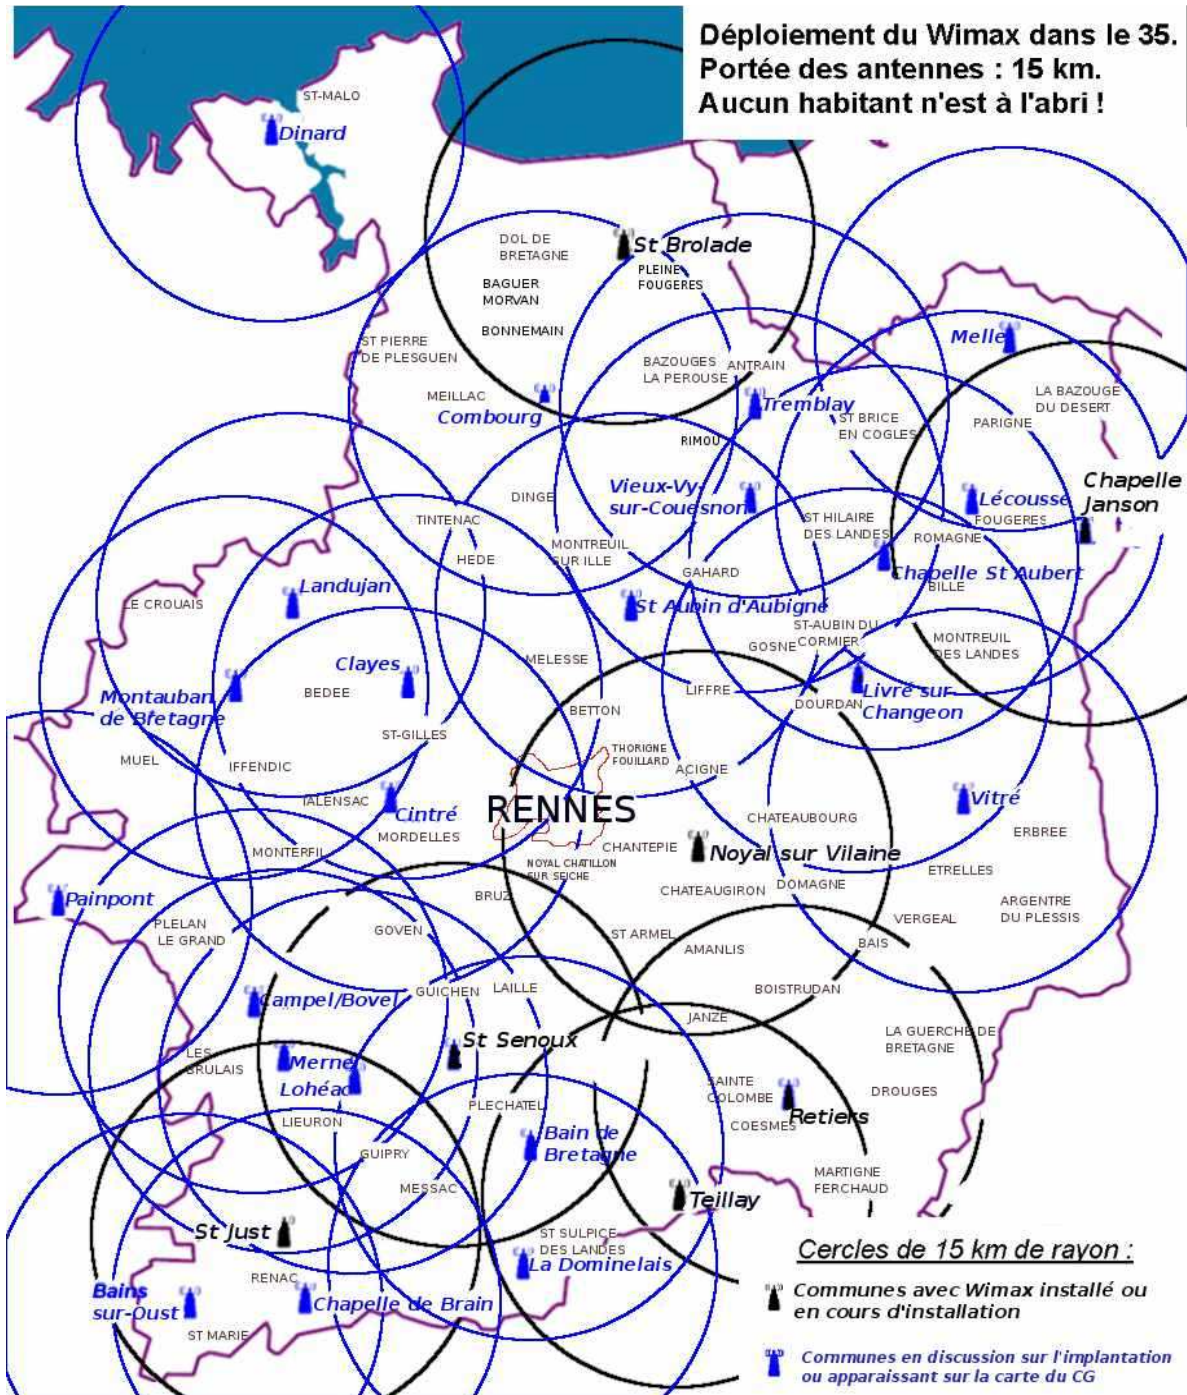 Déploiement du Wimax dans le 35.
Portée des antennes : 15 km.
Aucun habitant n'est à l'abri !
ST-MALO
Dinard
DOL DE
BRETAGNE
St Brolade
PLEINE
FOUGERES
BAGUER
MORVAN
BONNEMAIN
ST PIERRE
DE PLESGUEN
Melle
BAZOUGES
LA PEROUSE
ANTRAIN
MEILLAC
Combourg
Tremblay
LA BAZOUGE
DU DESERT
ST BRICE
EN COGLES
PARIGNE
RIMOU
Chapelle
Janson
Vieux-Vy-
sur-Couesnon
DINGE
Lécousse
FOUGERES
TINTENAC
ST HILAIRE
DES LANDES
ROMAGNE
MONTREUIL
SUR ILLE
HEDE
GAHARD
Chapelle St Aubert
BILLE
Landujan
LE CROUAIS
St Aubin d'Aubigné
ST-AUBIN DU
CORMIER
GOSNE
MONTREUIL
DES LANDES
MELESSE
Clayes
BEDEE
LIFFRE
Montauban
de Bretagne
Livré sur
Changeon
DOURDAN
BETTON
ST-GILLES
THORIGNE
FOUILLARD
MUEL
IFFENDIC
ACIGNE
TALENSAC
Cintré
RENNES
Vitré
CHATEAUBOURG
ERBREE
MORDELLES
CHANTEPIE
Noyal sur Vilaine
MONTERFIL
NOYAL CHATILLON
SUR SEICHE
ETRELLES
BRUZ
CHATEAUGIRON
DOMAGNE
Painpont
ARGENTRE
DU PLESSIS
VERGEAL
PLELAN
LE GRAND
GOVEN
ST ARMEL
AMANLIS
BAIS
GUICHEN
LAILLE
BOISTRUDAN
Campel/Bovel
JANZE
LA GUERCHE DE
BRETAGNE
St Senoux
LES
BRULAIS
Merne
Lohéac
SAINTE
COLOMBE
DROUGES
PLECHATEL
Retiers
LIEURON
COESMES
Bain de
Bretagne
GUIPRY
MESSAC
MARTIGNE
FERCHAUD
Teillay
St Just
ST SULPICE
DES LANDES
La Dominelais
RENAC
Bains
sur-Oust
Chapelle de Brain
ST MARIE
Cercles de 15 km de rayon :
Communes avec Wimax installé ou
en cours d'installation
Communes en discussion sur l'implantation
ou apparaissant sur la carte du CG